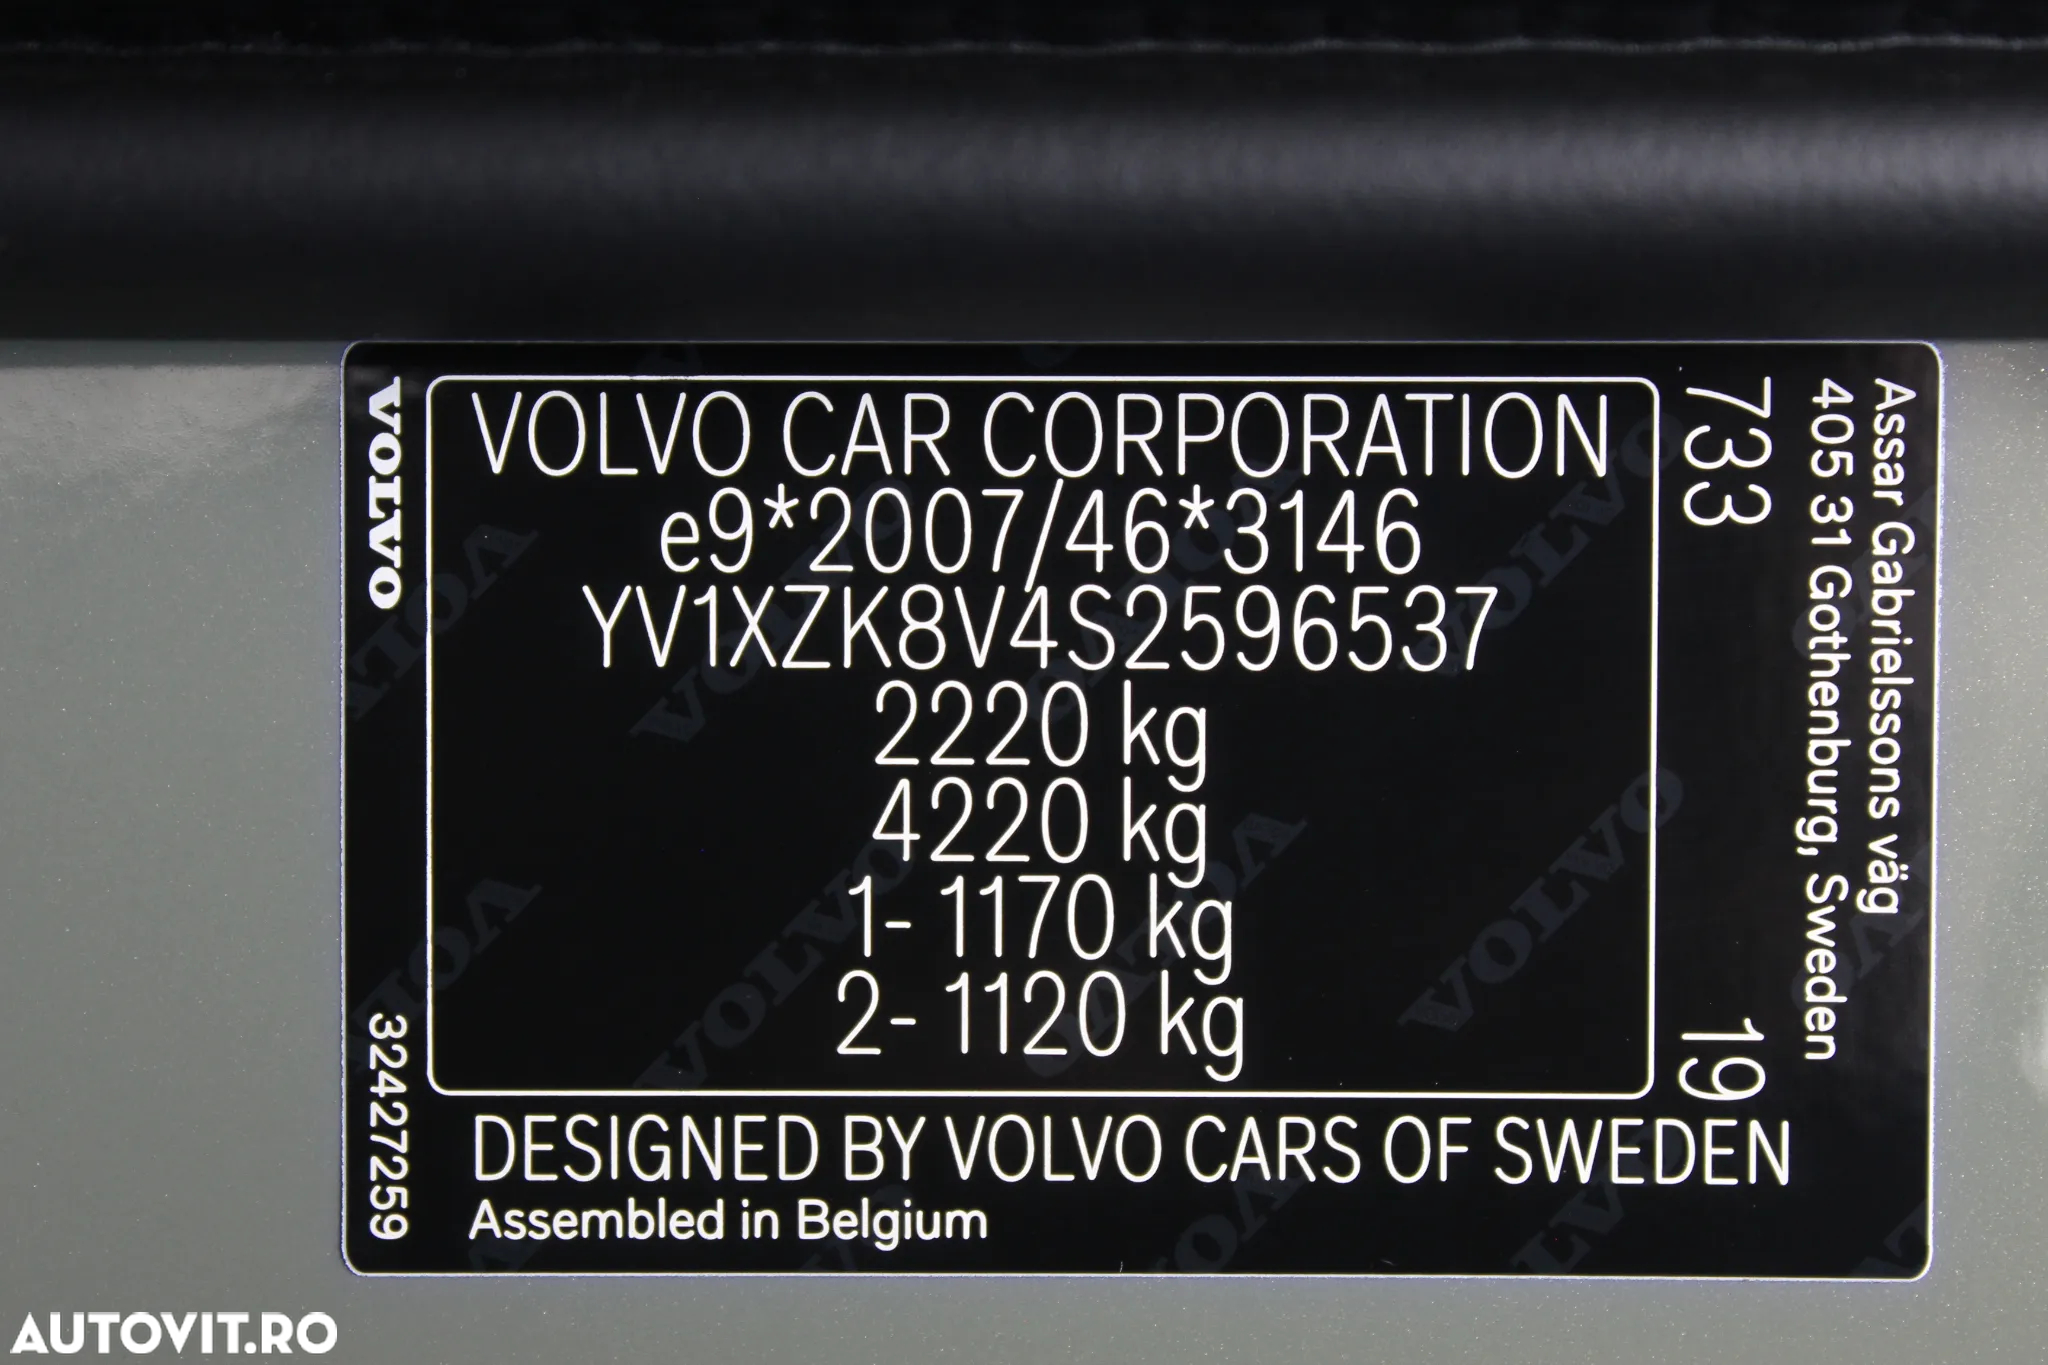 VOLVO
VOLVO CAR CORPORATION
e9*2007/46*3146
YV1XZK8V4S2596537
2220 kg
4220 kg
1- 1170 kg
2- 1120 kg
DESIGNED BY VOLVO CARS OF SWEDEN
Assembled in Belgium
32427259
733
19
Assar Gabrielssons väg
405 31 Gothenburg, Sweden
AUTOVIT.RO